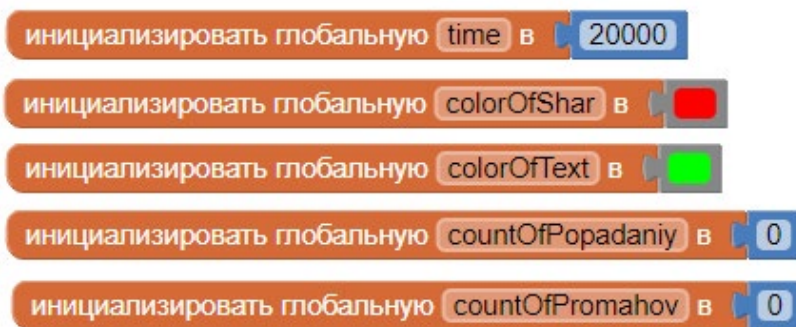 инициализировать глобальную time в 20000
инициализировать глобальную colorOfShar в
инициализировать глобальную colorOfText в
инициализировать глобальную countOfPopadaniy в 0
инициализировать глобальную countOfPromahov в 0